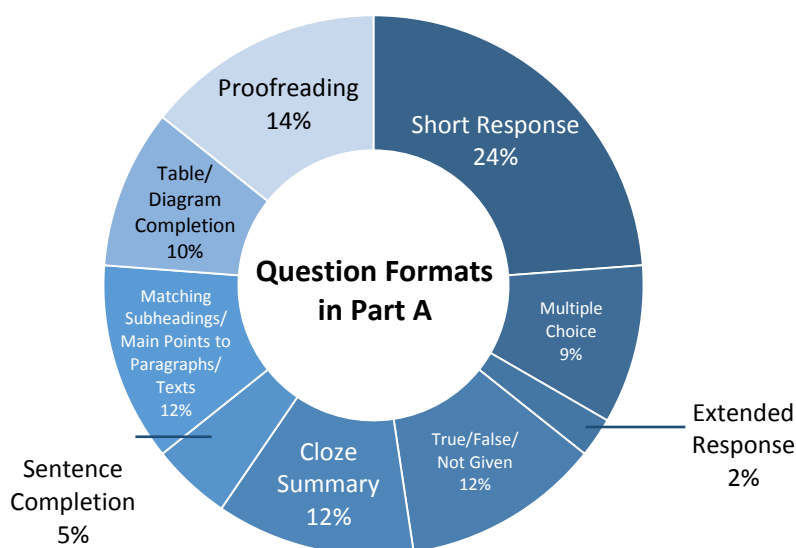 Proofreading
14%
Short Response
24%
Table/
Diagram
Completion
10%
Question Formats
in Part A
Matching
Subheadings/
Main Points to
Paragraphs/
Texts
12%
Multiple
Choice
9%
Extended
Response
2%
True/False/
Not Given
12%
Cloze
Summary
12%
Sentence
Completion
5%